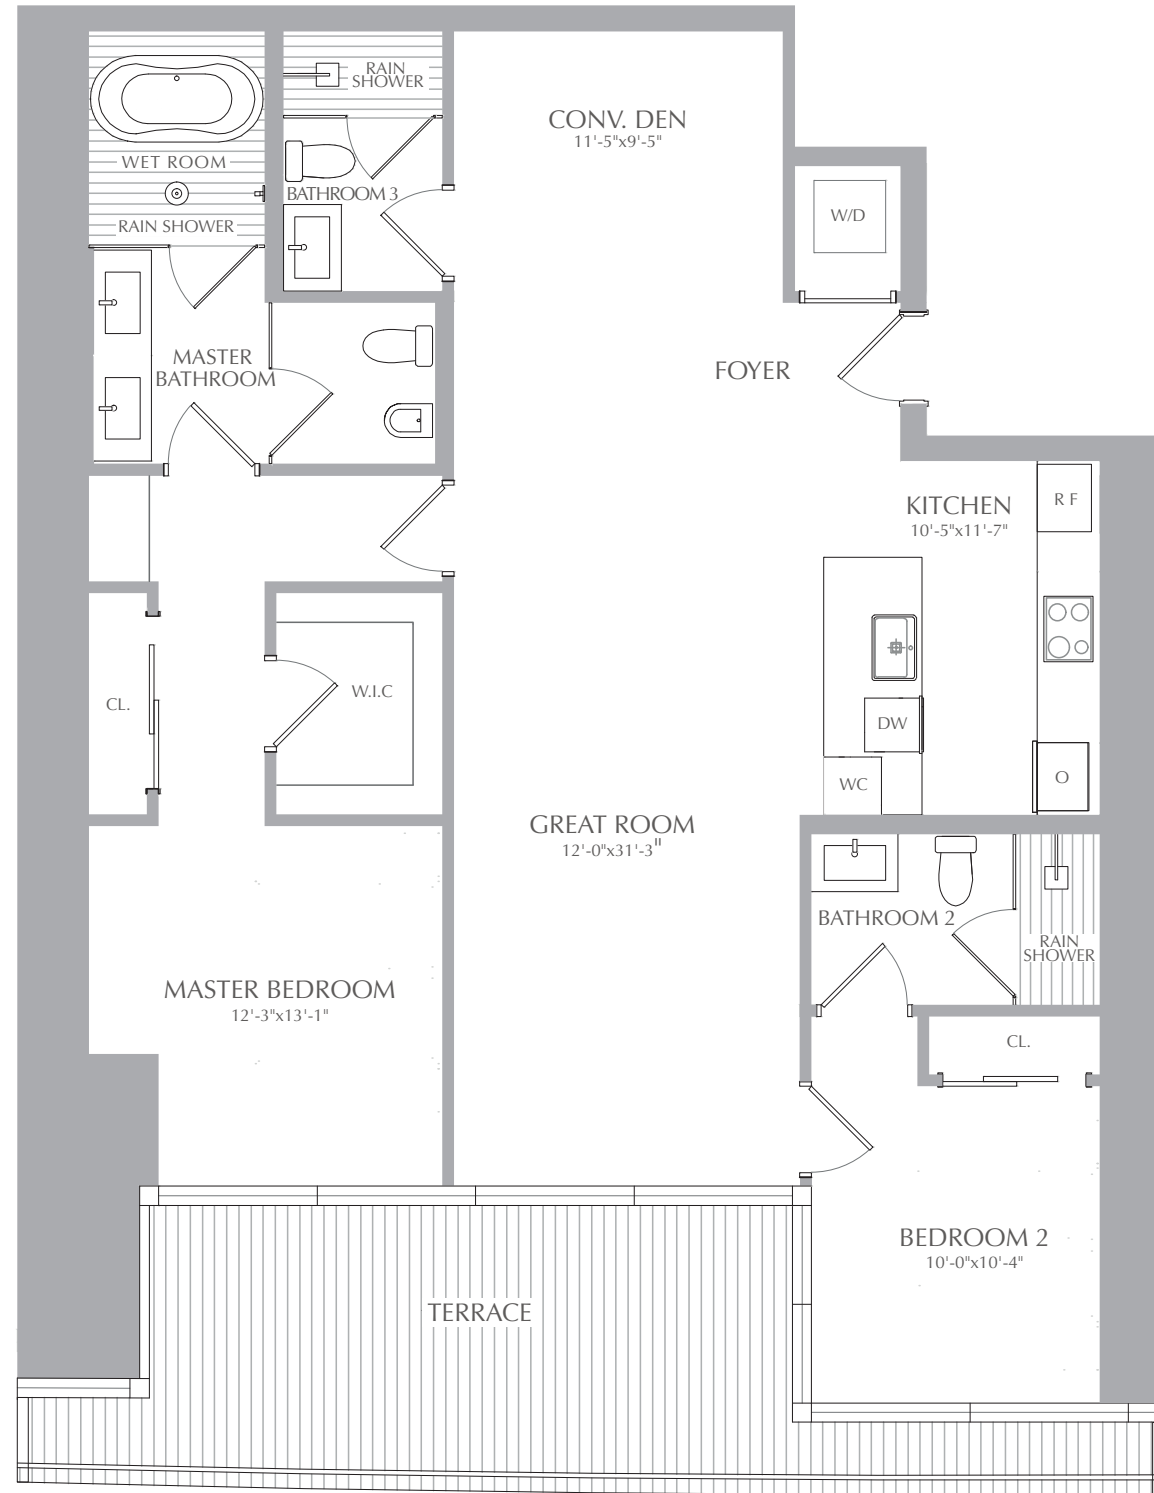 RAIN
SHOWER
CONV. DEN
11'-5"x9'-5"
WET ROOM
BATHROOM 3
RAIN SHOWER
W/D
MASTER
BATHROOM
FOYER
KITCHEN
10'-5"x11'-7"
R F
CL.
W.I.C
DW
WC
O
GREAT ROOM
12'-0"x31'-3"
BATHROOM 2
RAIN
SHOWER
MASTER BEDROOM
12'-3"x13'-1"
CL.
BEDROOM 2
10'-0"x10'-4"
TERRACE